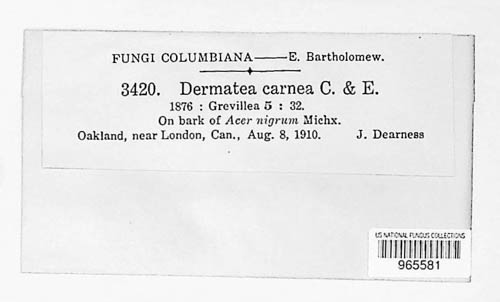 FUNGI COLUMBIANA—E. Bartholomew.
3420. Dermatea carnea C. & E.
1876 : Grevillea 5 : 32.
On bark of Acer nigrum Michx.
Oakland, near London, Can., Aug. 8, 1910. J. Dearness
US NATIONAL FUNGUS COLLECTIONS
965581